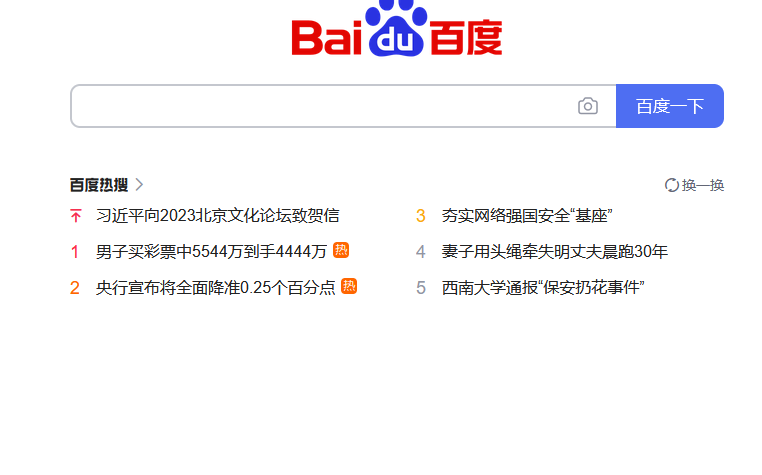 Bai du 百度
百度一下
百度热搜
换一换
习近平向2023北京文化论坛致贺信
3 夯实网络强国安全“基座”
1 男子买彩票中5544万到手4444万 热
4 妻子用头绳牵失明丈夫晨跑30年
2 央行宣布将全面降准0.25个百分点 热
5 西南大学通报“保安扔花事件”